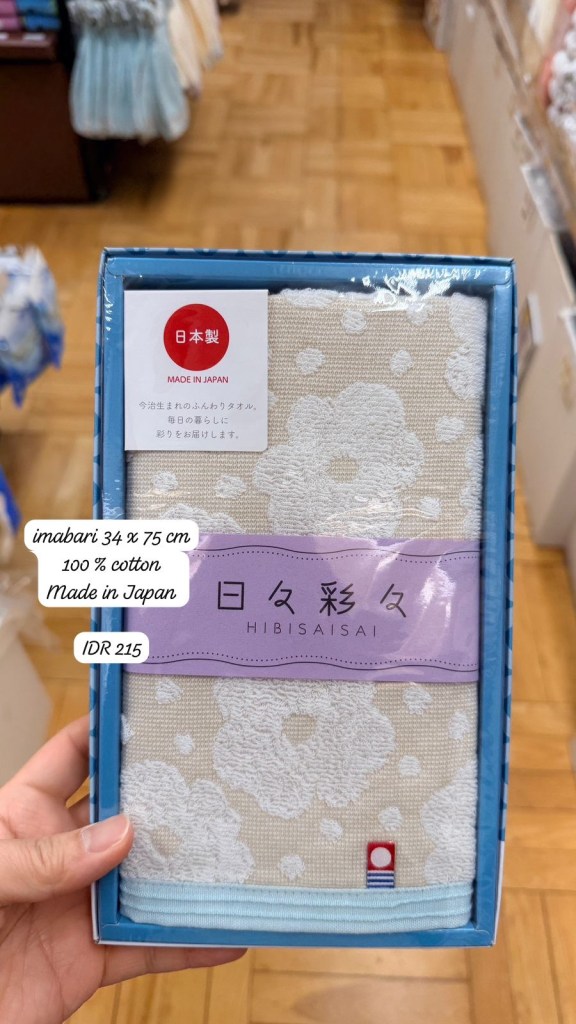 日本製
MADE IN JAPAN
今治生まれのふんわりタオル。
毎日の暮らしに
彩りをお届けします。
imabari 34 x 75 cm
100 % cotton
Made in Japan
日々彩々
HIBISAISAI
IDR 215